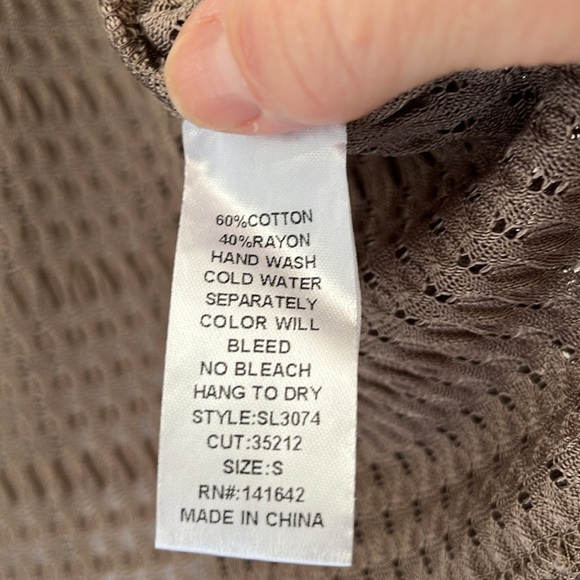 60%COTTON
40%RAYON
HAND WASH
COLD WATER
SEPARATELY
COLOR WILL
BLEED
NO BLEACH
HANG TO DRY
STYLE:SL3074
CUT:35212
SIZE:S
RN#:141642
MADE IN CHINA